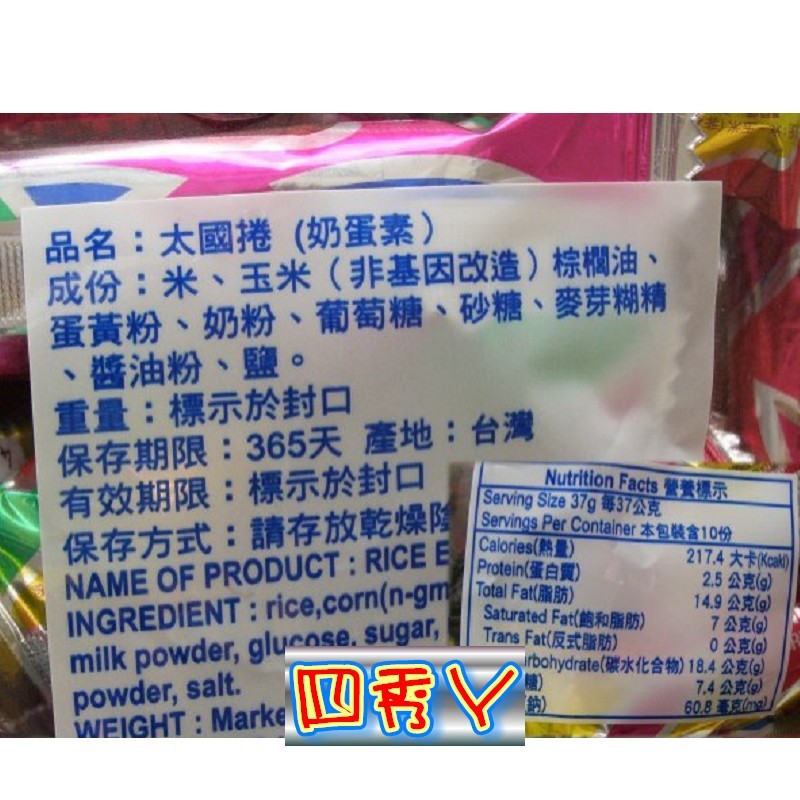 品名：太國捲 (奶蛋素)
成份：米、玉米（非基因改造）棕櫚油、
蛋黃粉、奶粉、葡萄糖、砂糖、麥芽糊精
、醬油粉、鹽。
重量：標示於封口
保存期限：365天 產地：台灣
有效期限：標示於封口
保存方式：請存放乾燥陰
NAME OF PRODUCT : RICE E
INGREDIENT : rice,corn(n-gm
milk powder, glucose, sugar,
powder, salt.
WEIGHT : Marke
Nutrition Facts 營養標示
Serving Size 37g 每37公克
Servings Per Container 本包裝含10份
Calories(熱量) 217.4 大卡(Kcakl)
Protein(蛋白質) 2.5 公克(g)
Total Fat(脂肪) 14.9 公克(g)
Saturated Fat(飽和脂肪) 7 公克(g)
Trans Fat(反式脂肪) 0 公克(g)
rbohydrate(碳水化合物) 18.4 公克(g)
糖) 7.4 公克(g)
鈉) 60.8 毫克(mg)
四秀ㄚ